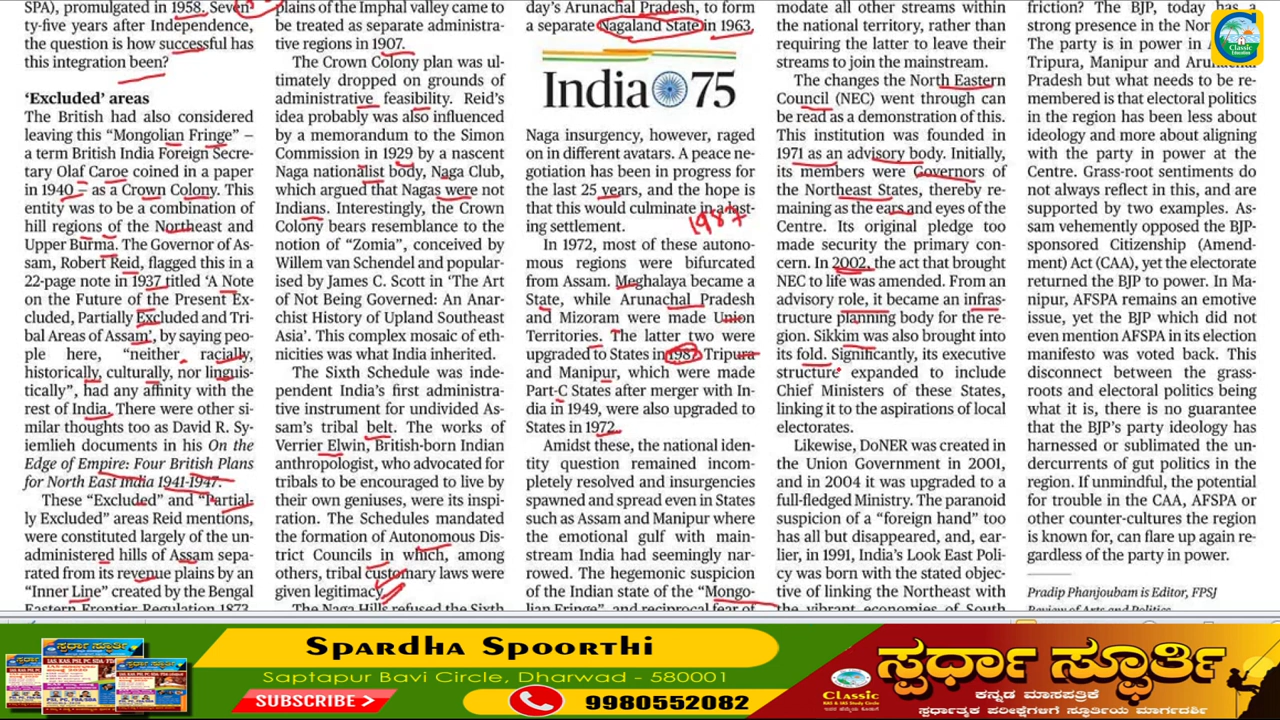 SPA), promulgated in 1958. Seven-
ty-five years after Independence,
the question is how successful has
this integration been?
'Excluded' areas
The British had also considered
leaving this "Mongolian Fringe" –
a term British India Foreign Secre-
tary Olaf Caroe coined in a paper
in 1940 – as a Crown Colony. This
entity was to be a combination of
hill regions of the Northeast and
Upper Burma. The Governor of As-
sam, Robert Reid, flagged this in a
22-page note in 1937 titled 'A Note
on the Future of the Present Ex-
cluded, Partially Excluded and Tri-
bal Areas of Assam', by saying peo-
ple here, "neither racially,
historically, culturally, nor linguis-
tically", had any affinity with the
rest of India. There were other si-
milar thoughts too as David R. Sy-
iemlieh documents in his On the
Edge of Empire: Four British Plans
for North East India 1941-1947.
These "Excluded" and "Partial-
ly Excluded" areas Reid mentions,
were constituted largely of the un-
administered hills of Assam sepa-
rated from its revenue plains by an
"Inner Line" created by the Bengal
Eastern Frontier Regulation 1873
plains of the Imphal valley came to
be treated as separate administra-
tive regions in 1907.
The Crown Colony plan was ul-
timately dropped on grounds of
administrative feasibility. Reid's
idea probably was also influenced
by a memorandum to the Simon
Commission in 1929 by a nascent
Naga nationalist body, Naga Club,
which argued that Nagas were not
Indians. Interestingly, the Crown
Colony bears resemblance to the
notion of "Zomia", conceived by
Willem van Schendel and popular-
ised by James C. Scott in 'The Art
of Not Being Governed: An Anar-
chist History of Upland Southeast
Asia'. This complex mosaic of eth-
nicities was what India inherited.
The Sixth Schedule was inde-
pendent India's first administra-
tive instrument for undivided As-
sam's tribal belt. The works of
Verrier Elwin, British-born Indian
anthropologist, who advocated for
tribals to be encouraged to live by
their own geniuses, were its inspi-
ration. The Schedules mandated
the formation of Autonomous Dis-
trict Councils in which, among
others, tribal customary laws were
given legitimacy.
The Naga Hills refused the Sixth
day's Arunachal Pradesh, to form
a separate Nagaland State in 1963.
India 75
Naga insurgency, however, raged
on in different avatars. A peace ne-
gotiation has been in progress for
the last 25 years, and the hope is
that this would culminate in a last-
ing settlement.
1987
In 1972, most of these autono-
mous regions were bifurcated
from Assam. Meghalaya became a
State, while Arunachal Pradesh
and Mizoram were made Union
Territories. The latter two were
upgraded to States in 1987. Tripura
and Manipur, which were made
Part-C States after merger with In-
dia in 1949, were also upgraded to
States in 1972.
Amidst these, the national iden-
tity question remained incom-
pletely resolved and insurgencies
spawned and spread even in States
such as Assam and Manipur where
the emotional gulf with main-
stream India had seemingly nar-
rowed. The hegemonic suspicion
of the Indian state of the "Mongo-
lian Fringe", and reciprocal fear of
modate all other streams within
the national territory, rather than
requiring the latter to leave their
streams to join the mainstream.
The changes the North Eastern
Council (NEC) went through can
be read as a demonstration of this.
This institution was founded in
1971 as an advisory body. Initially,
its members were Governors of
the Northeast States, thereby re-
maining as the ears and eyes of the
Centre. Its original pledge too
made security the primary con-
cern. In 2002, the act that brought
NEC to life was amended. From an
advisory role, it became an infras-
tructure planning body for the re-
gion. Sikkim was also brought into
its fold. Significantly, its executive
structure expanded to include
Chief Ministers of these States,
linking it to the aspirations of local
electorates.
Likewise, DoNER was created in
the Union Government in 2001,
and in 2004 it was upgraded to a
full-fledged Ministry. The paranoid
suspicion of a "foreign hand" too
has all but disappeared, and, ear-
lier, in 1991, India's Look East Poli-
cy was born with the stated objec-
tive of linking the Northeast with
the vibrant economies of South
friction? The BJP, today has a
strong presence in the
The party is in power in
Tripura, Manipur and Arunachal
Pradesh but what needs to be re-
membered is that electoral politics
in the region has been less about
ideology and more about aligning
with the party in power at the
Centre. Grass-root sentiments do
not always reflect in this, and are
supported by two examples. As-
sam vehemently opposed the BJP-
sponsored Citizenship (Amend-
ment) Act (CAA), yet the electorate
returned the BJP to power. In Ma-
nipur, AFSPA remains an emotive
issue, yet the BJP which did not
even mention AFSPA in its election
manifesto was voted back. This
disconnect between the grass-
roots and electoral politics being
what it is, there is no guarantee
that the BJP's party ideology has
harnessed or sublimated the un-
dercurrents of gut politics in the
region. If unmindful, the potential
for trouble in the CAA, AFSPA or
other counter-cultures the region
is known for, can flare up again re-
gardless of the party in power.
Pradip Phanjoubam is Editor, FPSJ
Review of Arts and Politics
Classic
Education
Spardha Spoorthi
Saptapur Bavi Circle, Dharwad - 580001
SUBSCRIBE
9980552082
Classic
KAS & IAS Study Circle
ಸ್ಪರ್ಧಾ ಸ್ಫೂರ್ತಿ
ಕನ್ನಡ ಮಾಸಪತ್ರಿಕೆ
ಸ್ಪರ್ಧಾತ್ಮಕ ಪರೀಕ್ಷೆಗಳಿಗೆ ಸ್ಫೂರ್ತಿಯ ಮಾರ್ಗದರ್ಶಿ